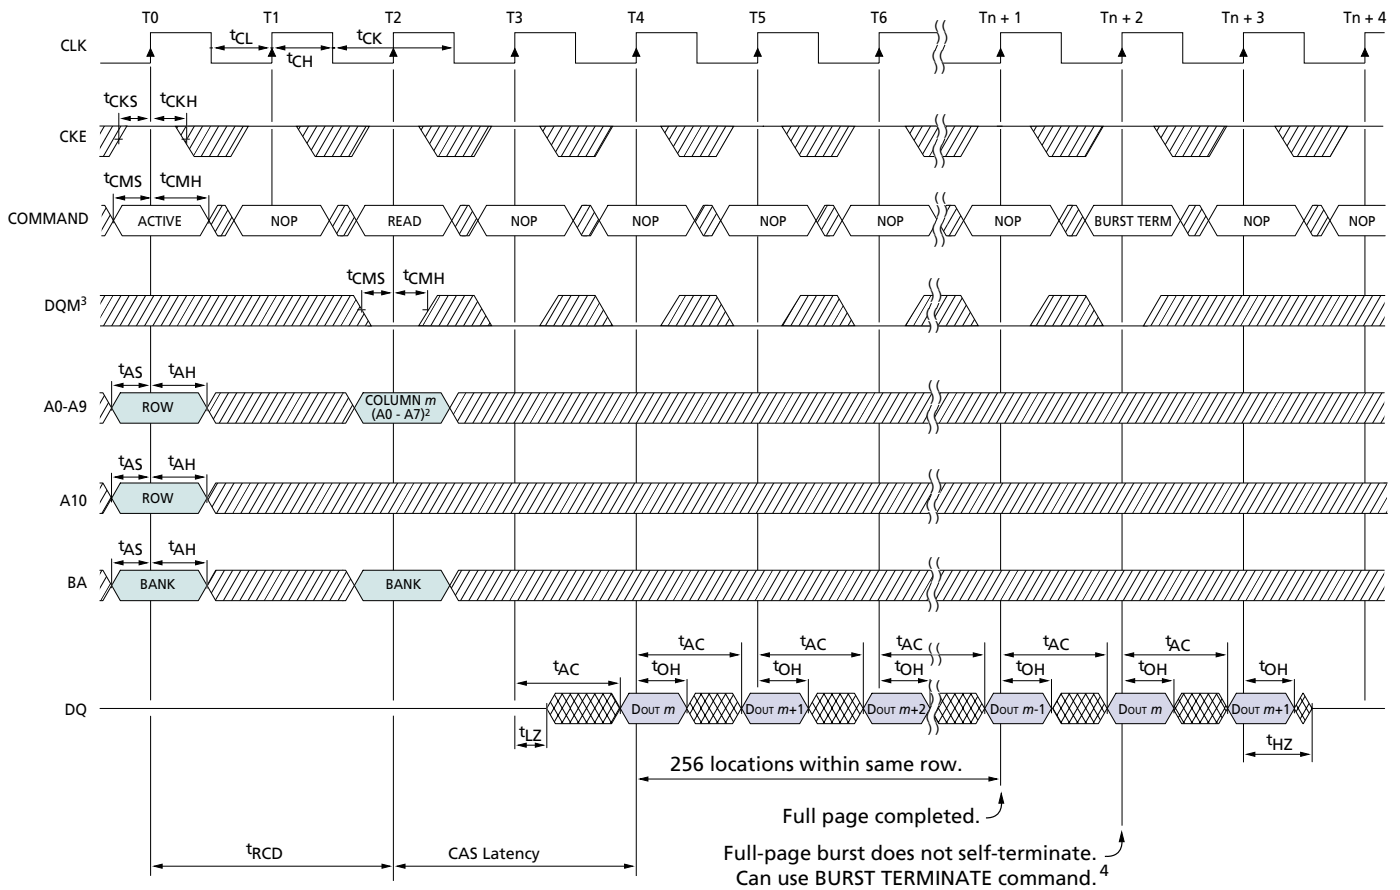 T0 T1 T2 T3 T4 T5 T6 Tn + 1 Tn + 2 Tn + 3 Tn + 4
CLK
tCL tCK
tCH
tCKS tCKH
CKE
tCMS tCMH
COMMAND ACTIVE NOP READ NOP NOP NOP NOP NOP BURST TERM NOP NOP
tCMS tCMH
DQM3
tAS tAH
A0-A9 ROW COLUMN m
(A0 - A7)2
tAS tAH
A10 ROW
tAS tAH
BA BANK BANK
tAC tAC tAC tAC tAC
tAC tOH tOH tOH tOH tOH tOH
DQ DOUT m DOUT m+1 DOUT m+2 DOUT m-1 DOUT m DOUT m+1
tLZ tHZ
256 locations within same row.
Full page completed.
tRCD CAS Latency
Full-page burst does not self-terminate.
Can use BURST TERMINATE command.4